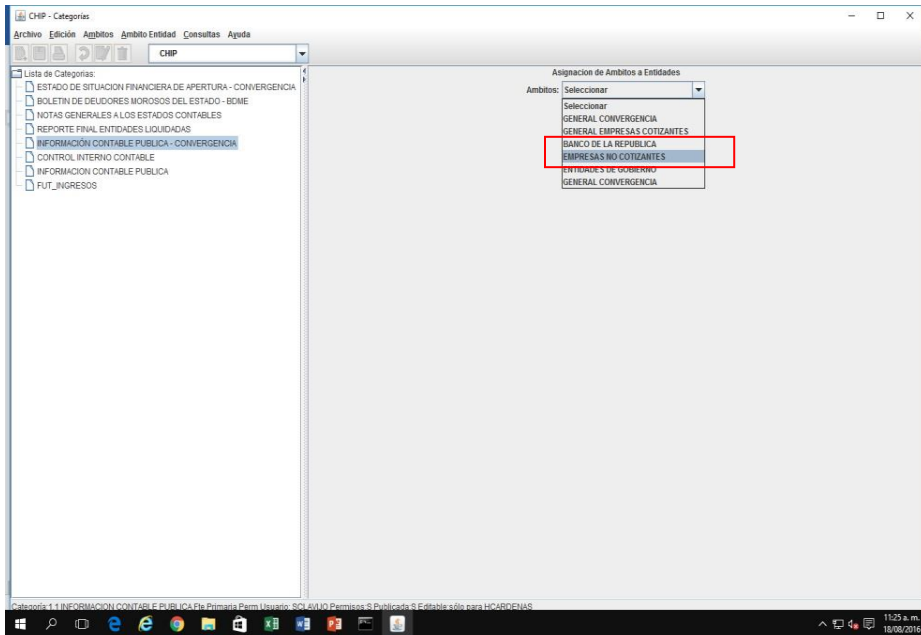 CHIP - Categorías
Archivo Edición Ambitos Ambito Entidad Consultas Ayuda
CHIP
Lista de Categorias:
ESTADO DE SITUACION FINANCIERA DE APERTURA - CONVERGENCIA
BOLETIN DE DEUDORES MOROSOS DEL ESTADO - BDME
NOTAS GENERALES A LOS ESTADOS CONTABLES
REPORTE FINAL ENTIDADES LIQUIDADAS
INFORMACIÓN CONTABLE PUBLICA - CONVERGENCIA
CONTROL INTERNO CONTABLE
INFORMACION CONTABLE PUBLICA
FUT_INGRESOS
Asignacion de Ambitos a Entidades
Ambitos: Seleccionar
Seleccionar
GENERAL CONVERGENCIA
GENERAL EMPRESAS COTIZANTES
BANCO DE LA REPUBLICA
EMPRESAS NO COTIZANTES
ENTIDADES DE GOBIERNO
GENERAL CONVERGENCIA
Categoría:1.1 INFORMACION CONTABLE PUBLICA,Fte Primaria Perm Usuario: SCLAVIJO Permisos:S Publicada:S Editable:sólo para HCARDENAS
11:25 a. m.
18/08/2016